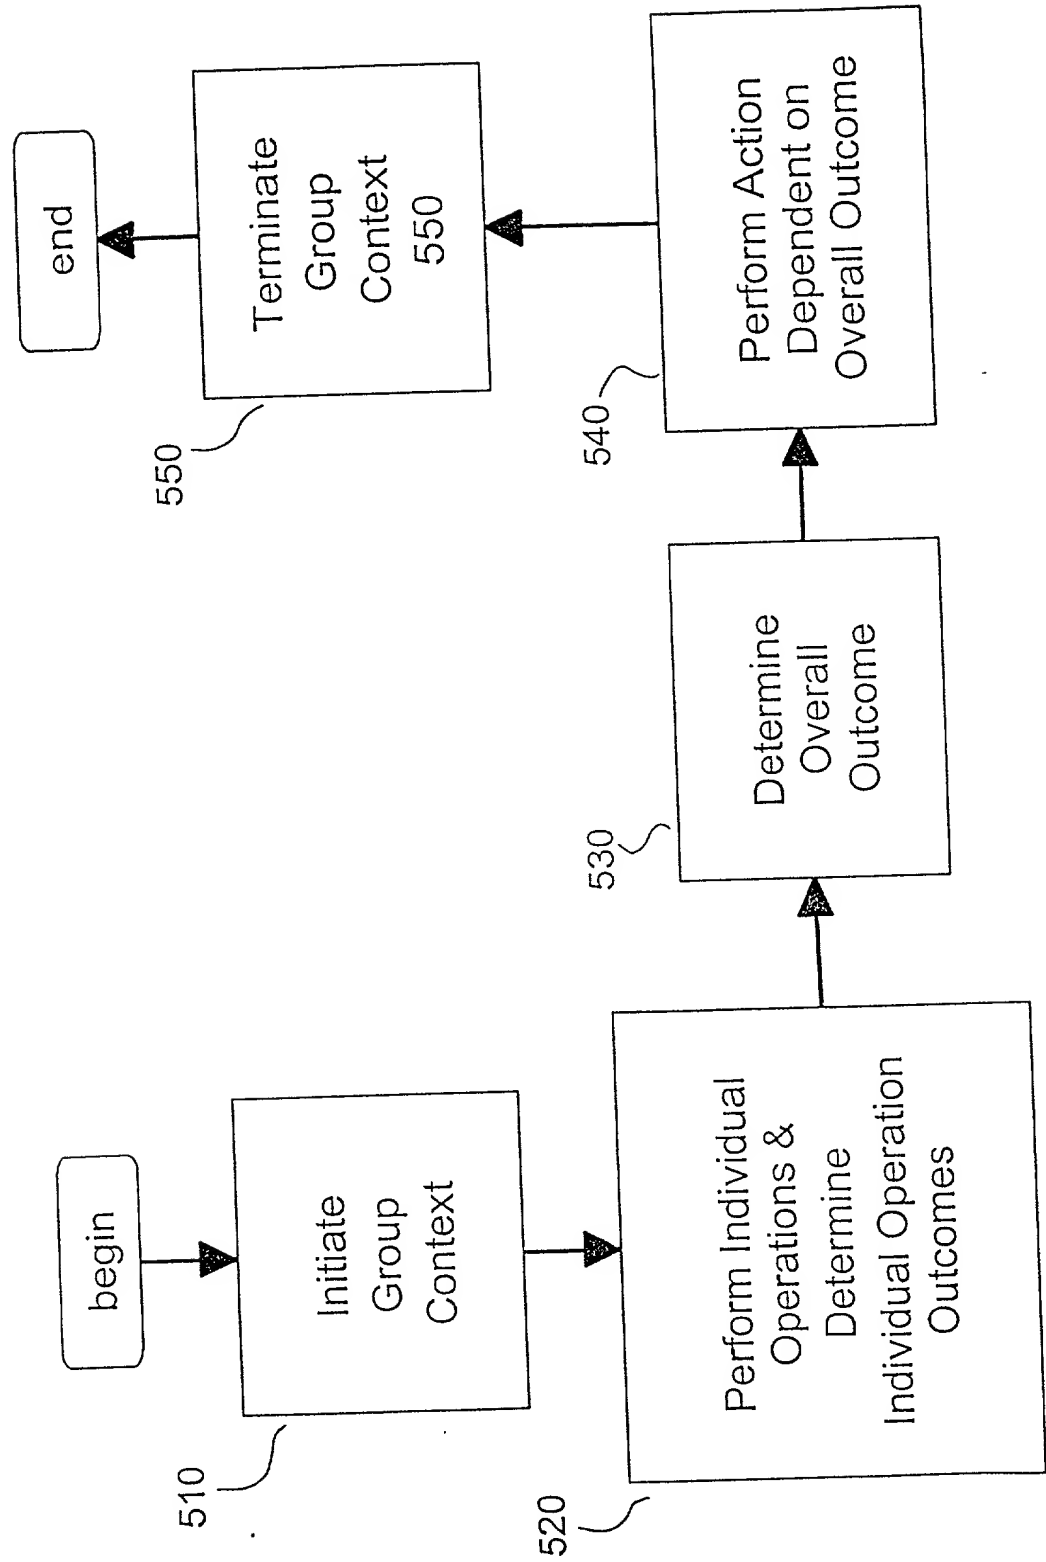 begin
510
Initiate
Group
Context
520
Perform Individual
Operations &
Determine
Individual Operation
Outcomes
530
Determine
Overall
Outcome
540
Perform Action
Dependent on
Overall Outcome
550
Terminate
Group
Context
550
end